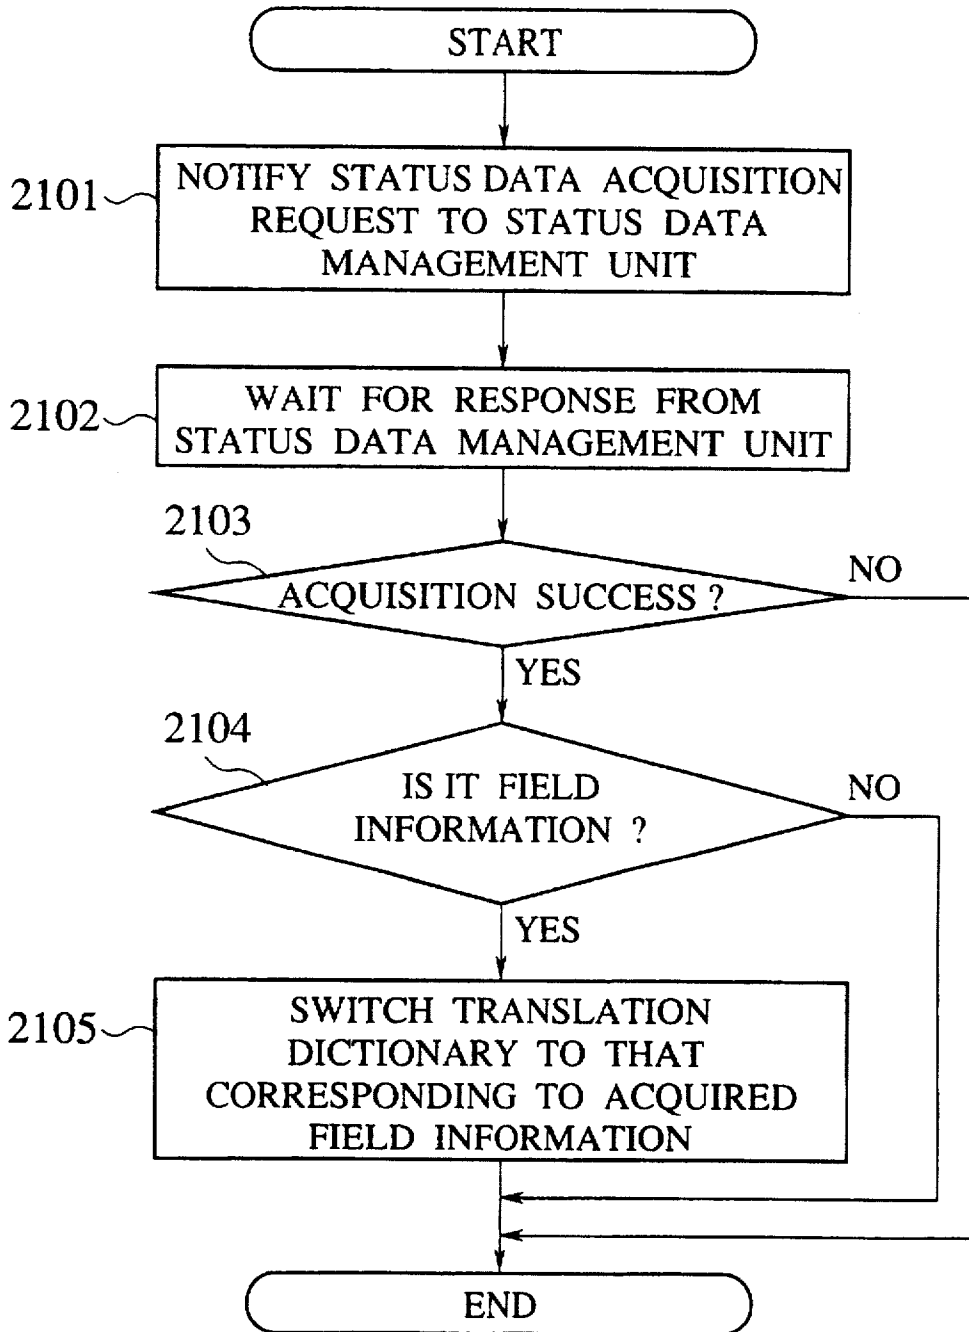 START
2101
NOTIFY STATUS DATA ACQUISITION
REQUEST TO STATUS DATA
MANAGEMENT UNIT
2102
WAIT FOR RESPONSE FROM
STATUS DATA MANAGEMENT UNIT
2103
ACQUISITION SUCCESS ?
NO
YES
2104
IS IT FIELD
INFORMATION ?
NO
YES
2105
SWITCH TRANSLATION
DICTIONARY TO THAT
CORRESPONDING TO ACQUIRED
FIELD INFORMATION
END